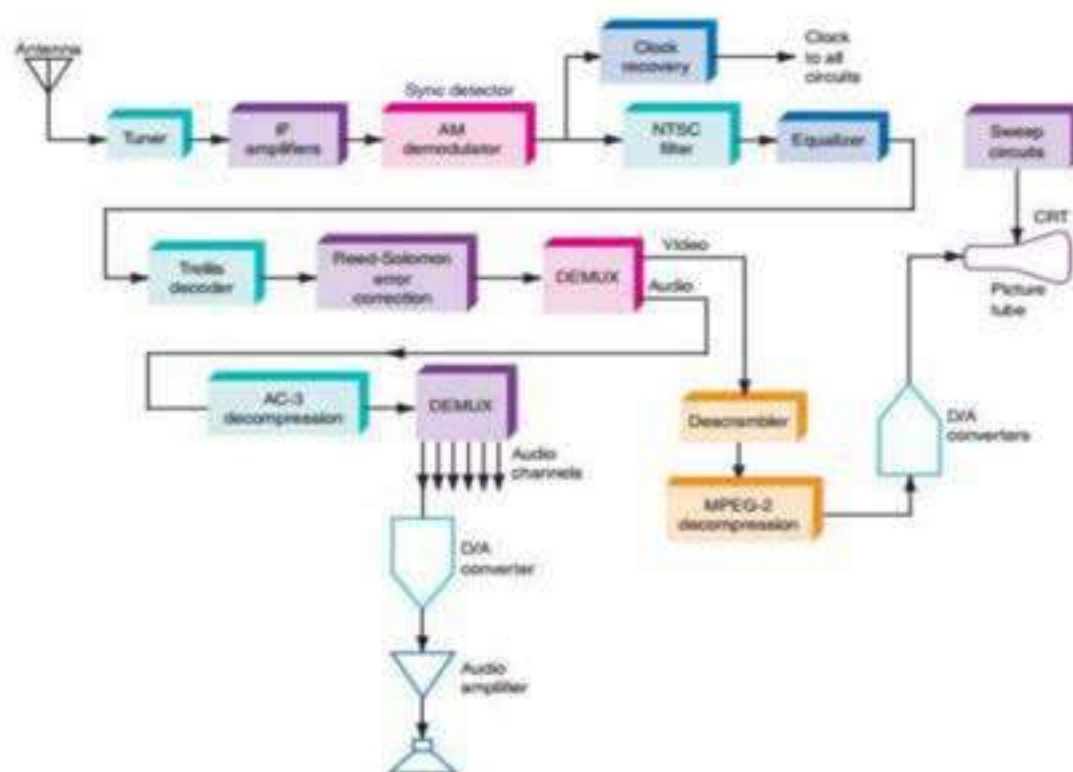 Antenna
Tuner
IF
amplifiers
Sync detector
AM
demodulator
Clock
recovery
Clock
to all
circuits
NTSC
filter
Equalizer
Sweep
circuits
CRT
Picture
tube
Trellis
decoder
Reed-Solomon
error
correction
DEMUX
Video
Audio
AC-3
decompression
DEMUX
Audio
channels
Descrambler
MPEG-2
decompression
D/A
converters
D/A
converter
Audio
amplifier